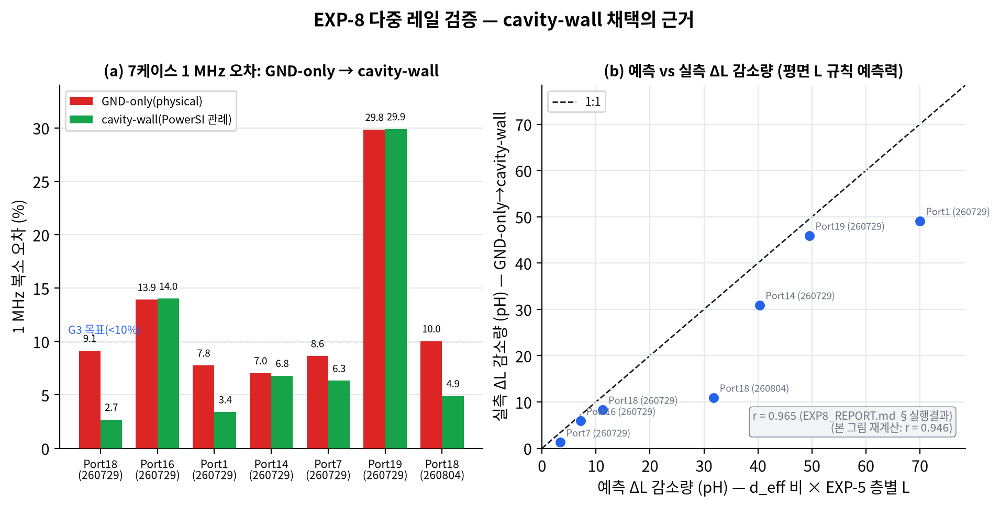 EXP-8 다중 레일 검증 — cavity-wall 채택의 근거
(a) 7케이스 1 MHz 오차: GND-only → cavity-wall
GND-only(physical)
cavity-wall(PowerSI 관례)
1 MHz 복소 오차 (%)
30
25
20
15
10
5
0
G3 목표(<10%)
9.1
2.7
13.9
14.0
7.8
3.4
7.0
6.8
8.6
6.3
29.8
29.9
10.0
4.9
Port18
(260729)
Port16
(260729)
Port1
(260729)
Port14
(260729)
Port7
(260729)
Port19
(260729)
Port18
(260804)
(b) 예측 vs 실측 ΔL 감소량 (평면 L 규칙 예측력)
1:1
실측 ΔL 감소량 (pH) — GND-only→cavity-wall
70
60
50
40
30
20
10
0
Port1 (260729)
Port19 (260729)
Port14 (260729)
Port18 (260804)
Port18 (260729)
Port16 (260729)
Port7 (260729)
r = 0.965 (EXP8_REPORT.md §실행결과)
(본 그림 재계산: r = 0.946)
0
10
20
30
40
50
60
70
예측 ΔL 감소량 (pH) — d_eff 비 × EXP-5 층별 L